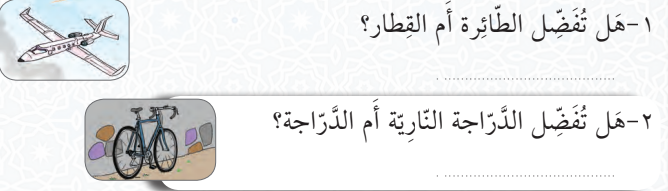 ١-هَل تُفَضِّل الطّائِرة أَم القِطار؟
.......................................... .
٢-هَل تُفَضِّل الدَّرّاجة النّارِيّة أَم الدَّرّاجة؟
.......................................... .